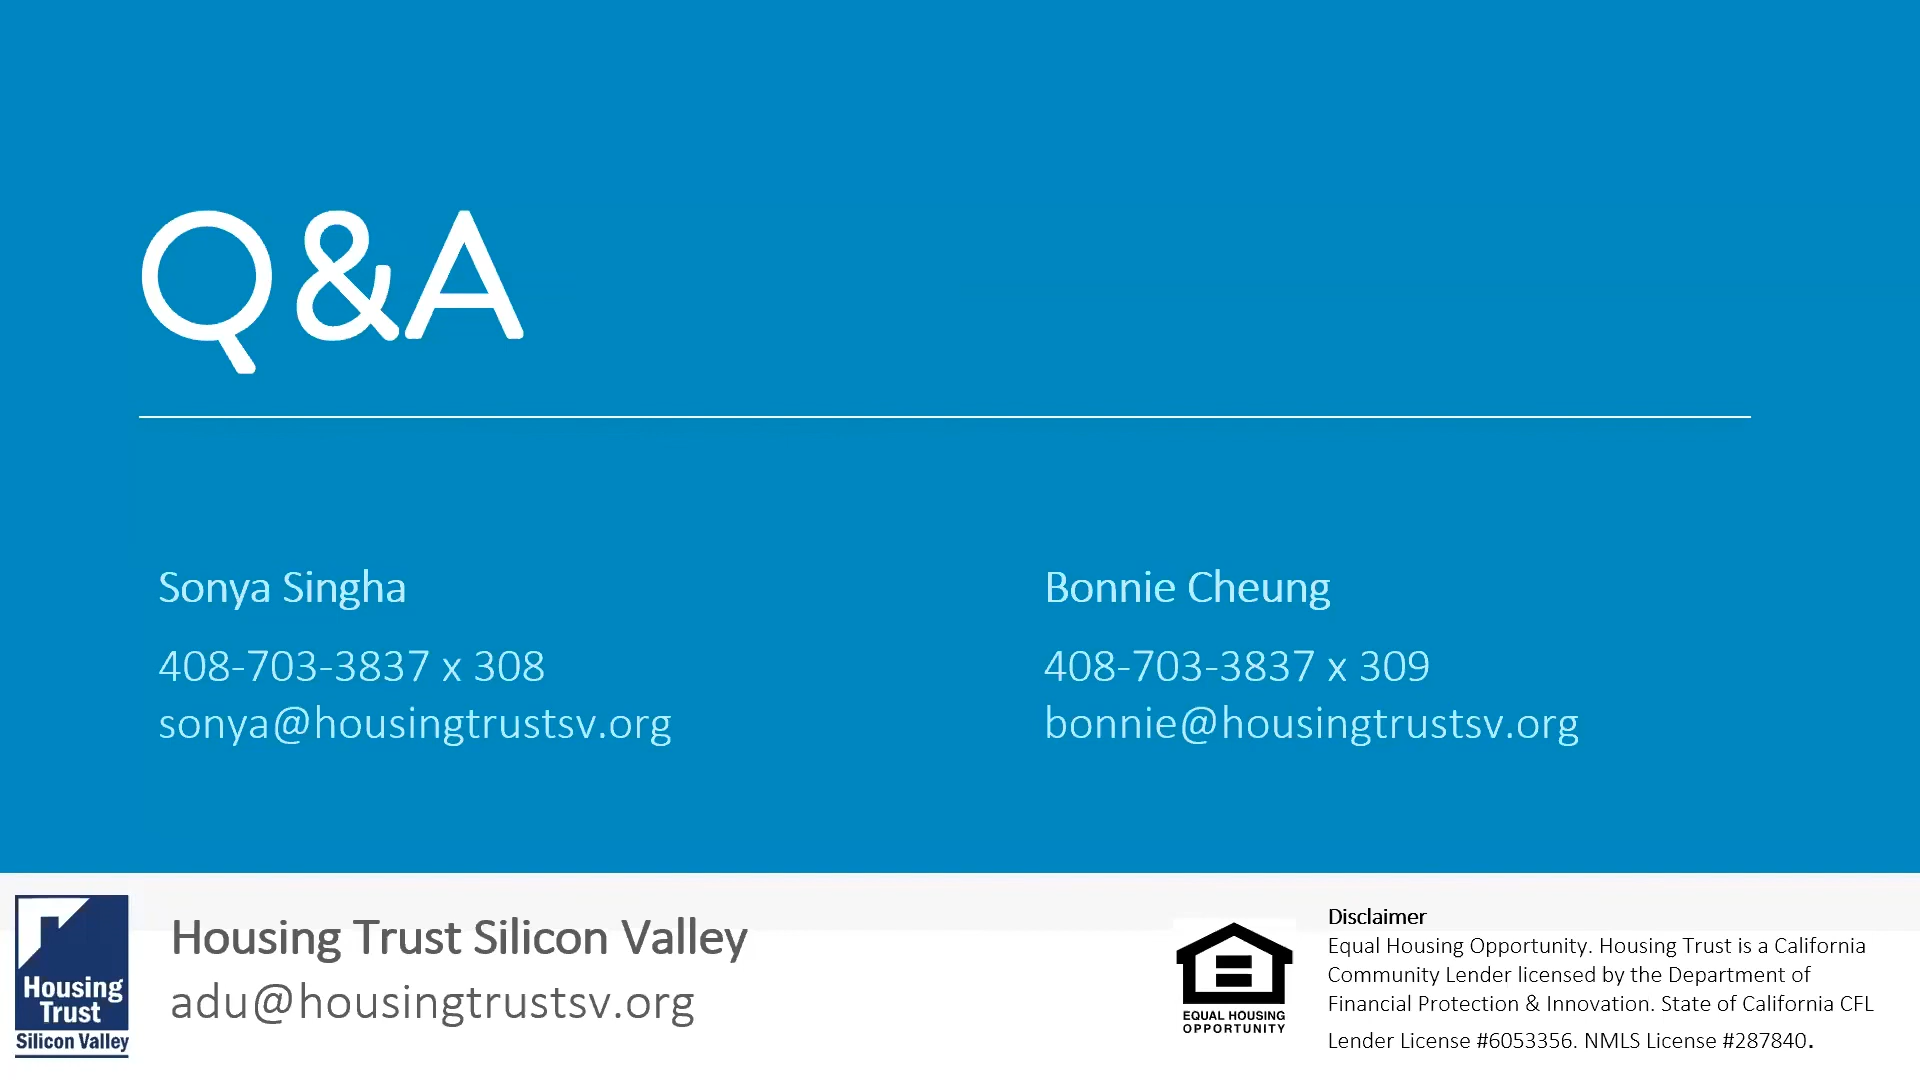 Q&A
Sonya Singha
408-703-3837 x 308
sonya@housingtrustsv.org
Bonnie Cheung
408-703-3837 x 309
bonnie@housingtrustsv.org
Housing
Trust
Silicon Valley
Housing Trust Silicon Valley
adu@housingtrustsv.org
EQUAL HOUSING
OPPORTUNITY
Disclaimer
Equal Housing Opportunity. Housing Trust is a California
Community Lender licensed by the Department of
Financial Protection & Innovation. State of California CFL
Lender License #6053356. NMLS License #287840.